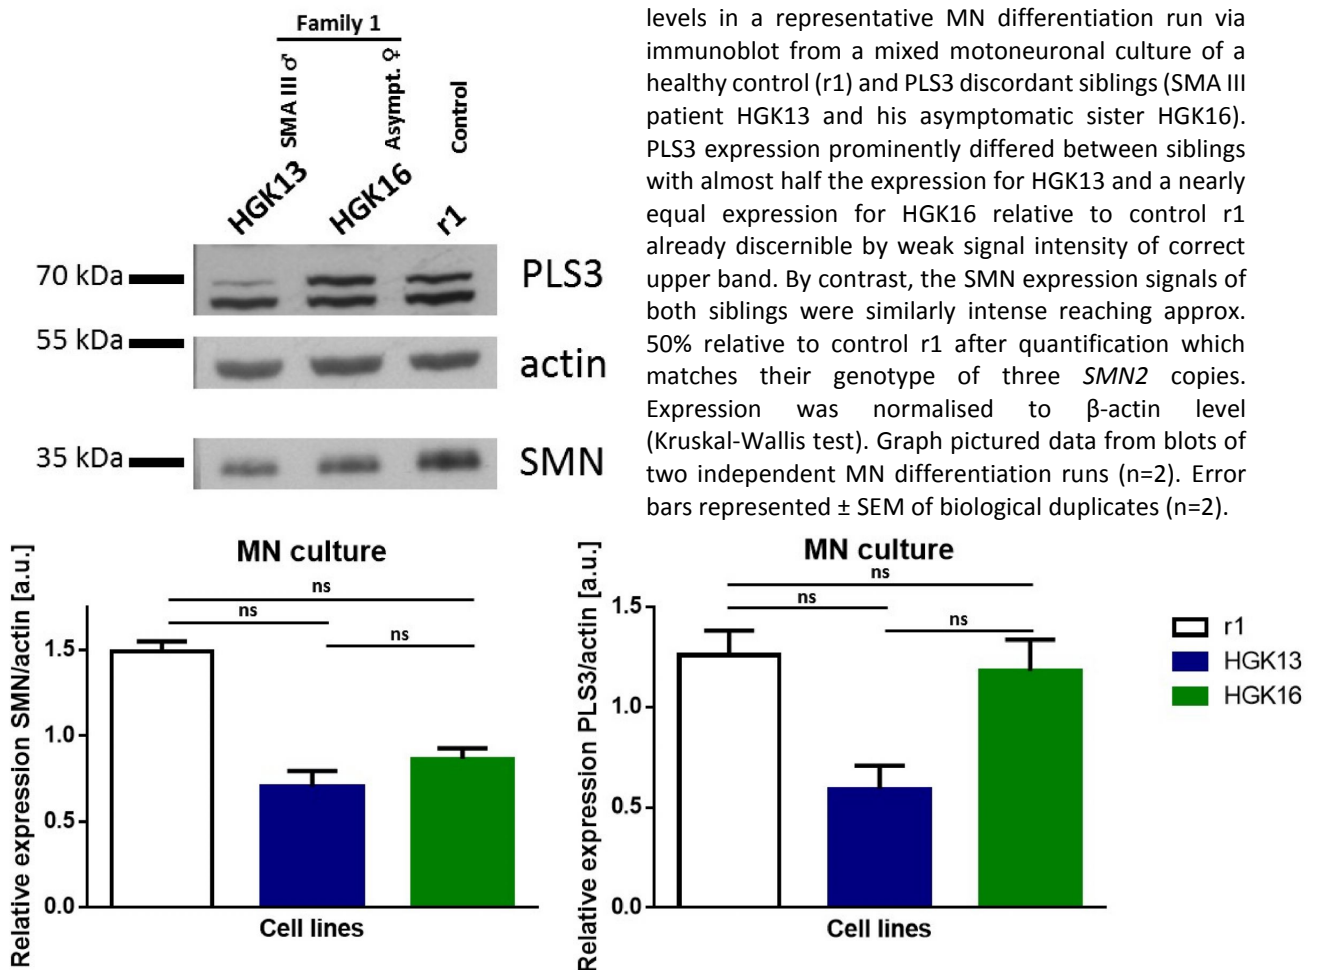 Family 1
SMA III ♂
Asympt. ♀
Control
HGK13
HGK16
r1
70 kDa
PLS3
55 kDa
actin
35 kDa
SMN
levels in a representative MN differentiation run via
immunoblot from a mixed motoneuronal culture of a
healthy control (r1) and PLS3 discordant siblings (SMA III
patient HGK13 and his asymptomatic sister HGK16).
PLS3 expression prominently differed between siblings
with almost half the expression for HGK13 and a nearly
equal expression for HGK16 relative to control r1
already discernible by weak signal intensity of correct
upper band. By contrast, the SMN expression signals of
both siblings were similarly intense reaching approx.
50% relative to control r1 after quantification which
matches their genotype of three SMN2 copies.
Expression was normalised to β-actin level
(Kruskal-Wallis test). Graph pictured data from blots of
two independent MN differentiation runs (n=2). Error
bars represented ± SEM of biological duplicates (n=2).
MN culture
Relative expression SMN/actin [a.u.]
ns
ns
ns
1.5
1.0
0.5
0.0
Cell lines
MN culture
Relative expression PLS3/actin [a.u.]
ns
ns
ns
1.5
1.0
0.5
0.0
Cell lines
r1
HGK13
HGK16